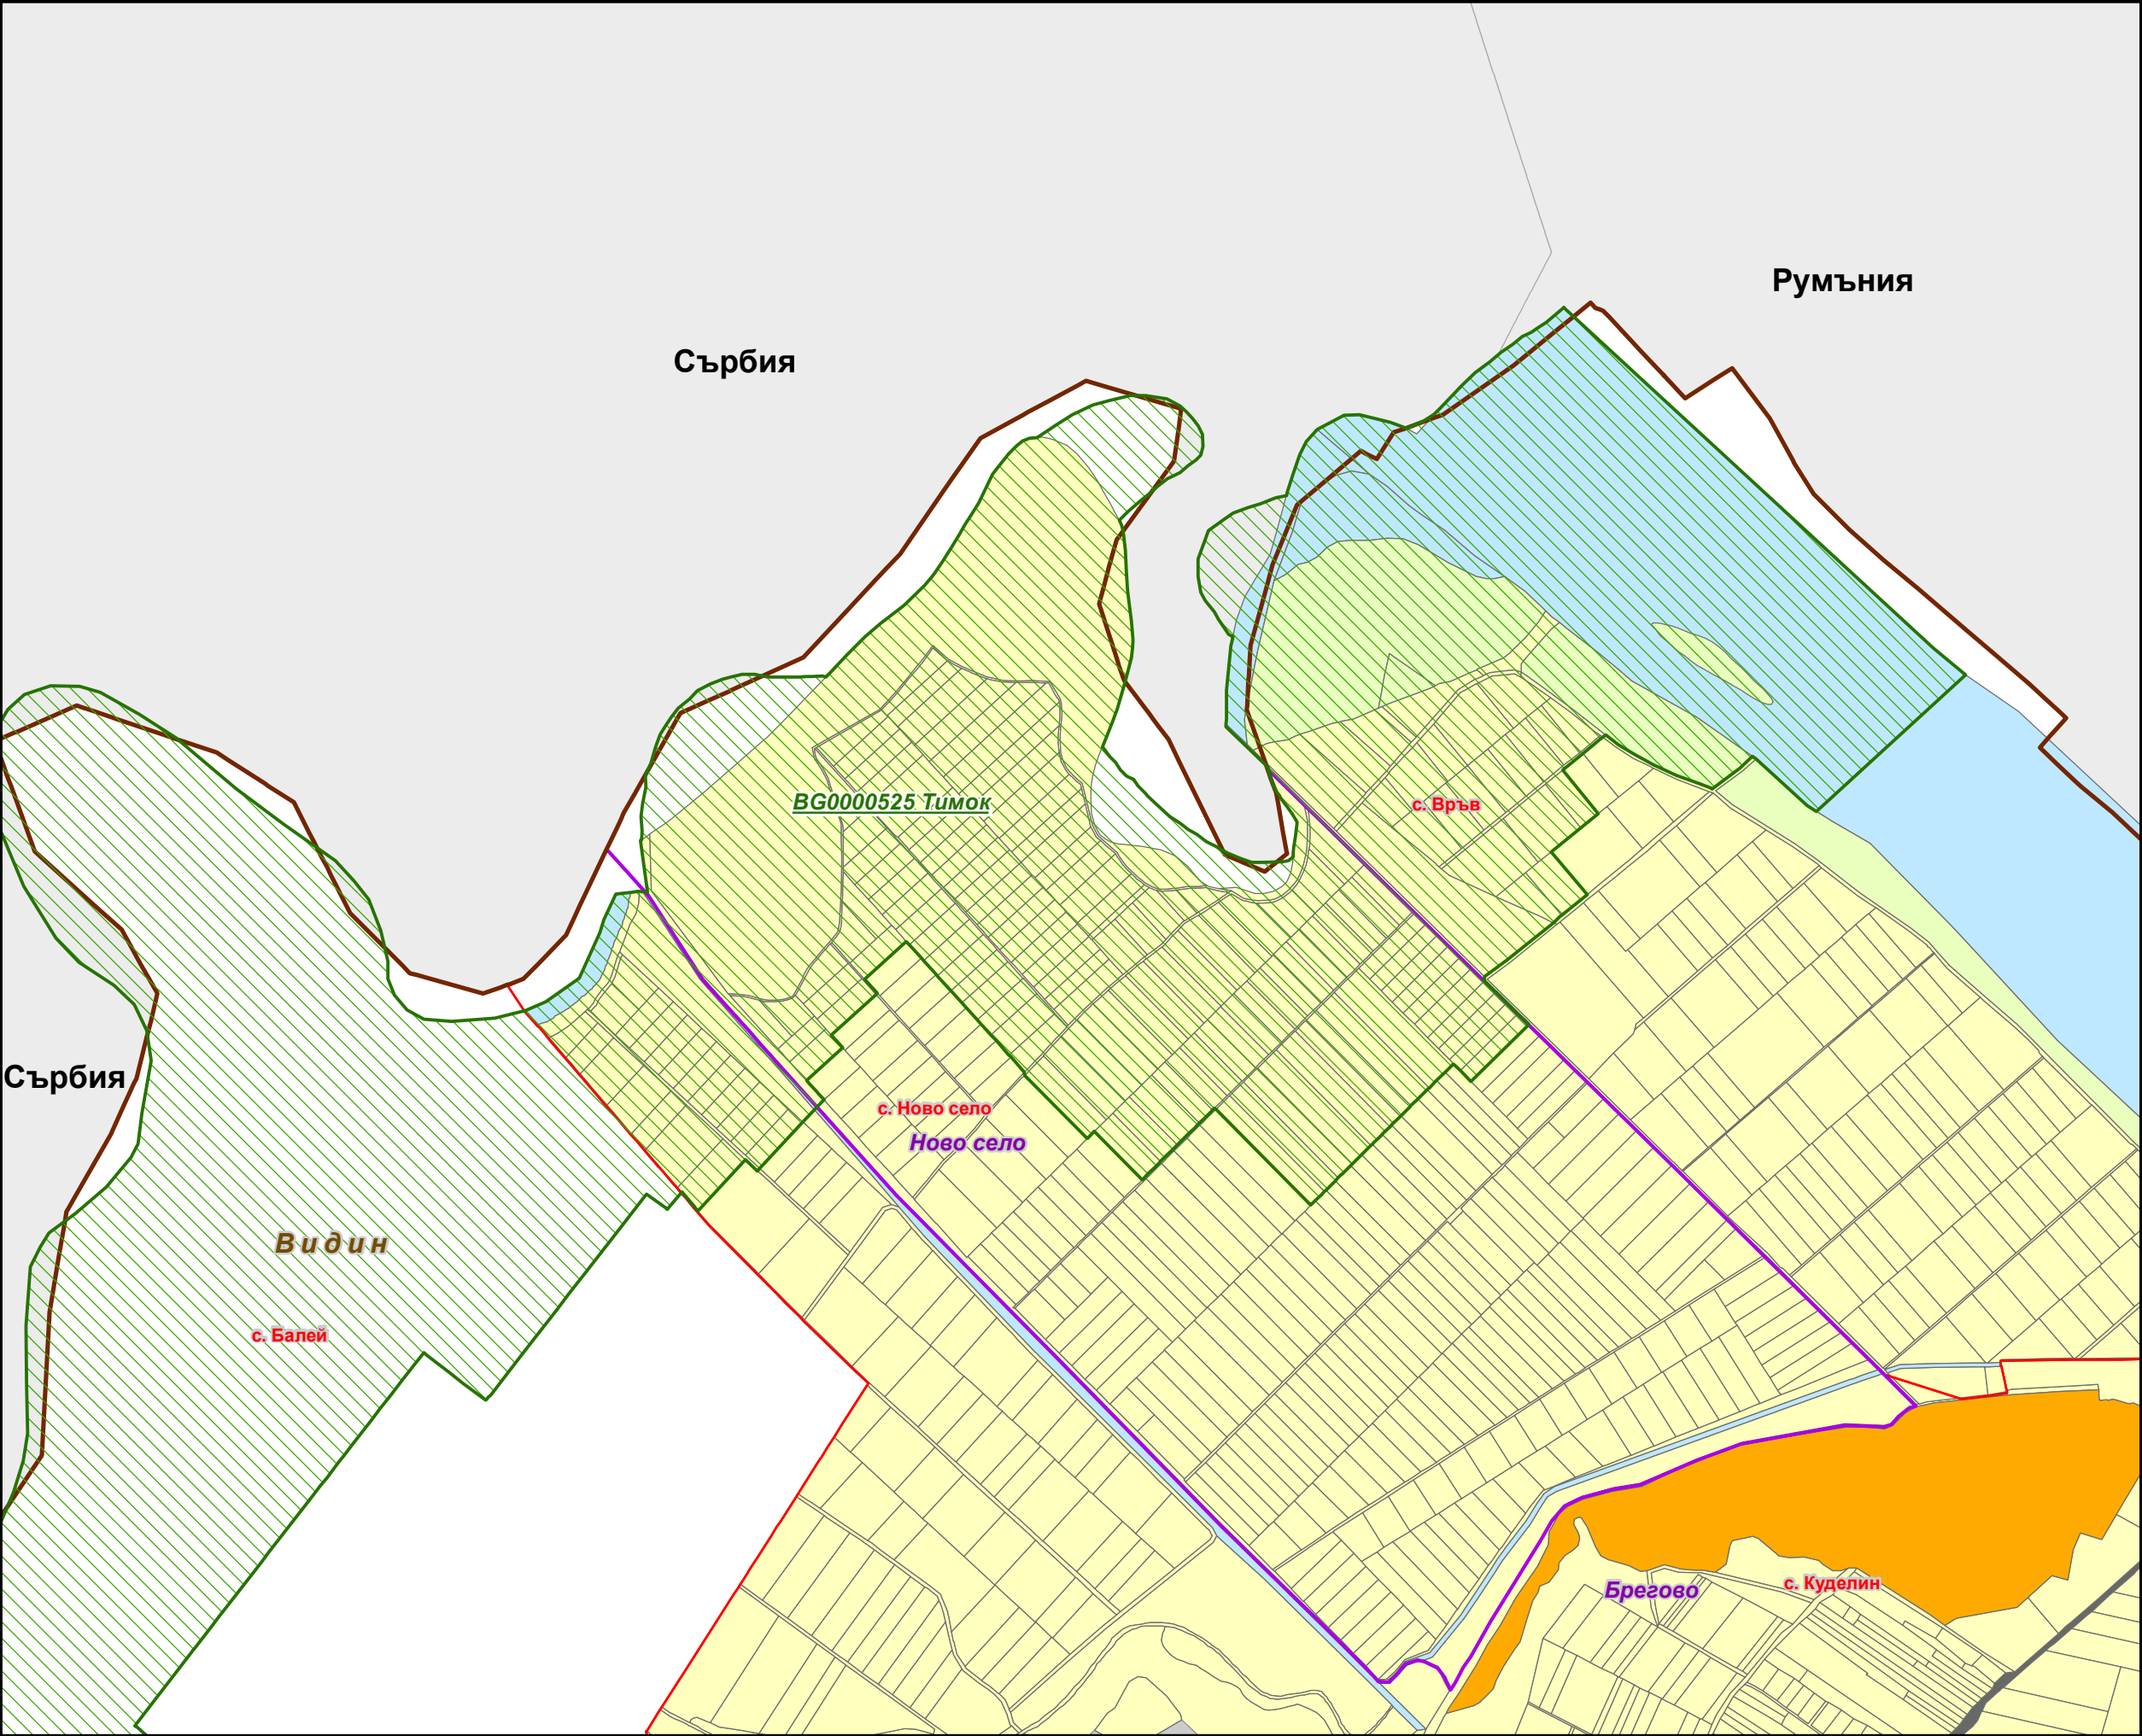 Румъния
Сърбия
BG0000525 Тимок
с. Връв
Сърбия
с. Ново село
Ново село
Видин
с. Балей
Брегово
с. Куделин